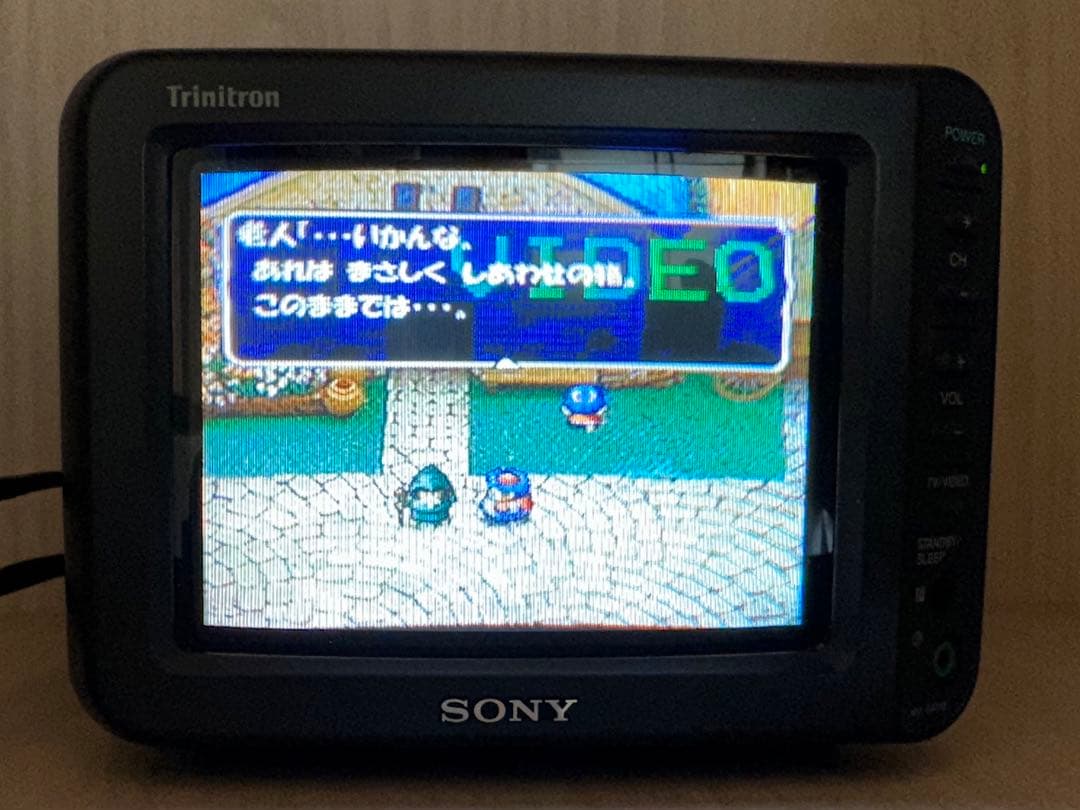 Trinitron
POWER
VIDEO
老人「・・・いかんな、
あれは まさしく しあわせの箱。
このままでは・・・。
CH
+
VOL
TV/VIDEO
STANDBY/
SLEEP
SONY